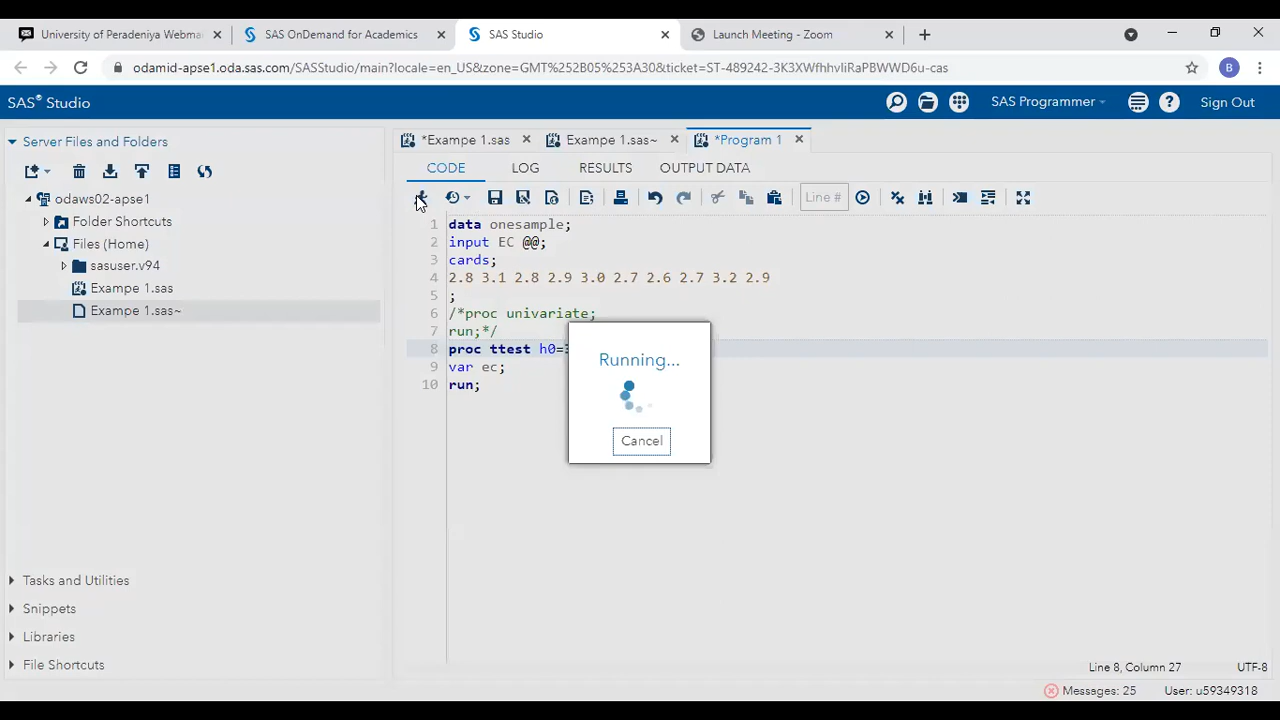 University of Peradeniya Webma
SAS OnDemand for Academics
SAS Studio
Launch Meeting - Zoom
odamid-apse1.oda.sas.com/SASStudio/main?locale=en_US&zone=GMT%252B05%253A30&ticket=ST-489242-3K3XWfhhvIiRaPBWWD6u-cas
B
SAS® Studio
SAS Programmer
Sign Out
Server Files and Folders
*Exampe 1.sas
Exampe 1.sas~
*Program 1
CODE
LOG
RESULTS
OUTPUT DATA
Line #
odaws02-apse1
Folder Shortcuts
Files (Home)
sasuser.v94
Exampe 1.sas
Exampe 1.sas~
Tasks and Utilities
Snippets
Libraries
File Shortcuts
1 data onesample;
2 input EC @@;
3 cards;
4 2.8 3.1 2.8 2.9 3.0 2.7 2.6 2.7 3.2 2.9
5 ;
6 /*proc univariate;
7 run;*/
8 proc ttest h0=
9 var ec;
10 run;
Running...
Cancel
Line 8, Column 27
UTF-8
Messages: 25
User: u59349318